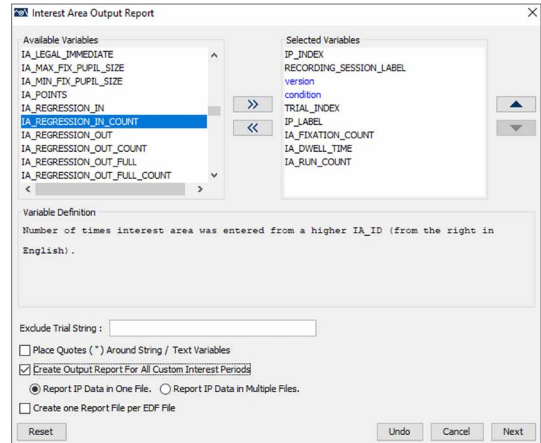 Interest Area Output Report
Available Variables
IA_LEGAL_IMMEDIATE
IA_MAX_FIX_PUPIL_SIZE
IA_MIN_FIX_PUPIL_SIZE
IA_POINTS
IA_REGRESSION_IN
IA_REGRESSION_IN_COUNT
IA_REGRESSION_OUT
IA_REGRESSION_OUT_COUNT
IA_REGRESSION_OUT_FULL
IA_REGRESSION_OUT_FULL_COUNT
Selected Variables
IP_INDEX
RECORDING_SESSION_LABEL
version
condition
TRIAL_INDEX
IP_LABEL
IA_FIXATION_COUNT
IA_DWELL_TIME
IA_RUN_COUNT
Variable Definition
Number of times interest area was entered from a higher IA_ID (from the right in
English).
Exclude Trial String :
Place Quotes (") Around String / Text Variables
Create Output Report For All Custom Interest Periods
Report IP Data in One File. Report IP Data in Multiple Files.
Create one Report File per EDF File
Reset Undo Cancel Next